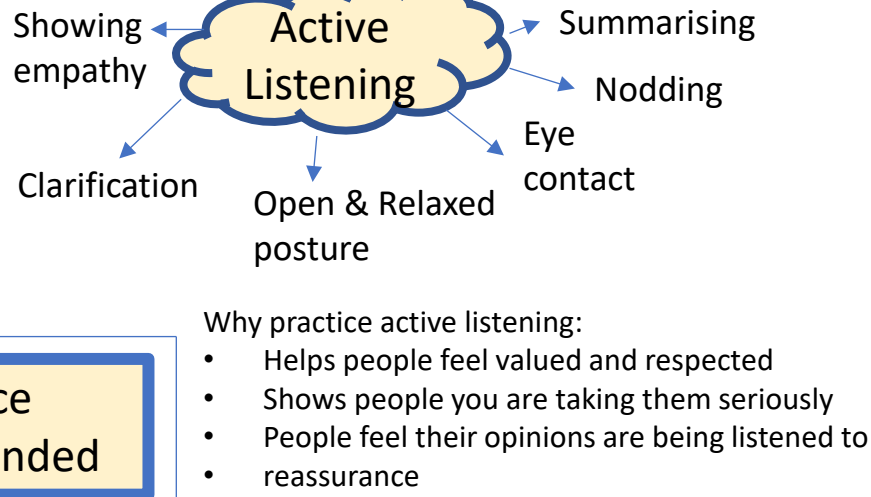 Showing
empathy
Active
Listening
Summarising
Nodding
Eye
contact
Clarification
Open & Relaxed
posture
Why practice active listening:
• Helps people feel valued and respected
• Shows people you are taking them seriously
• People feel their opinions are being listened to
• reassurance